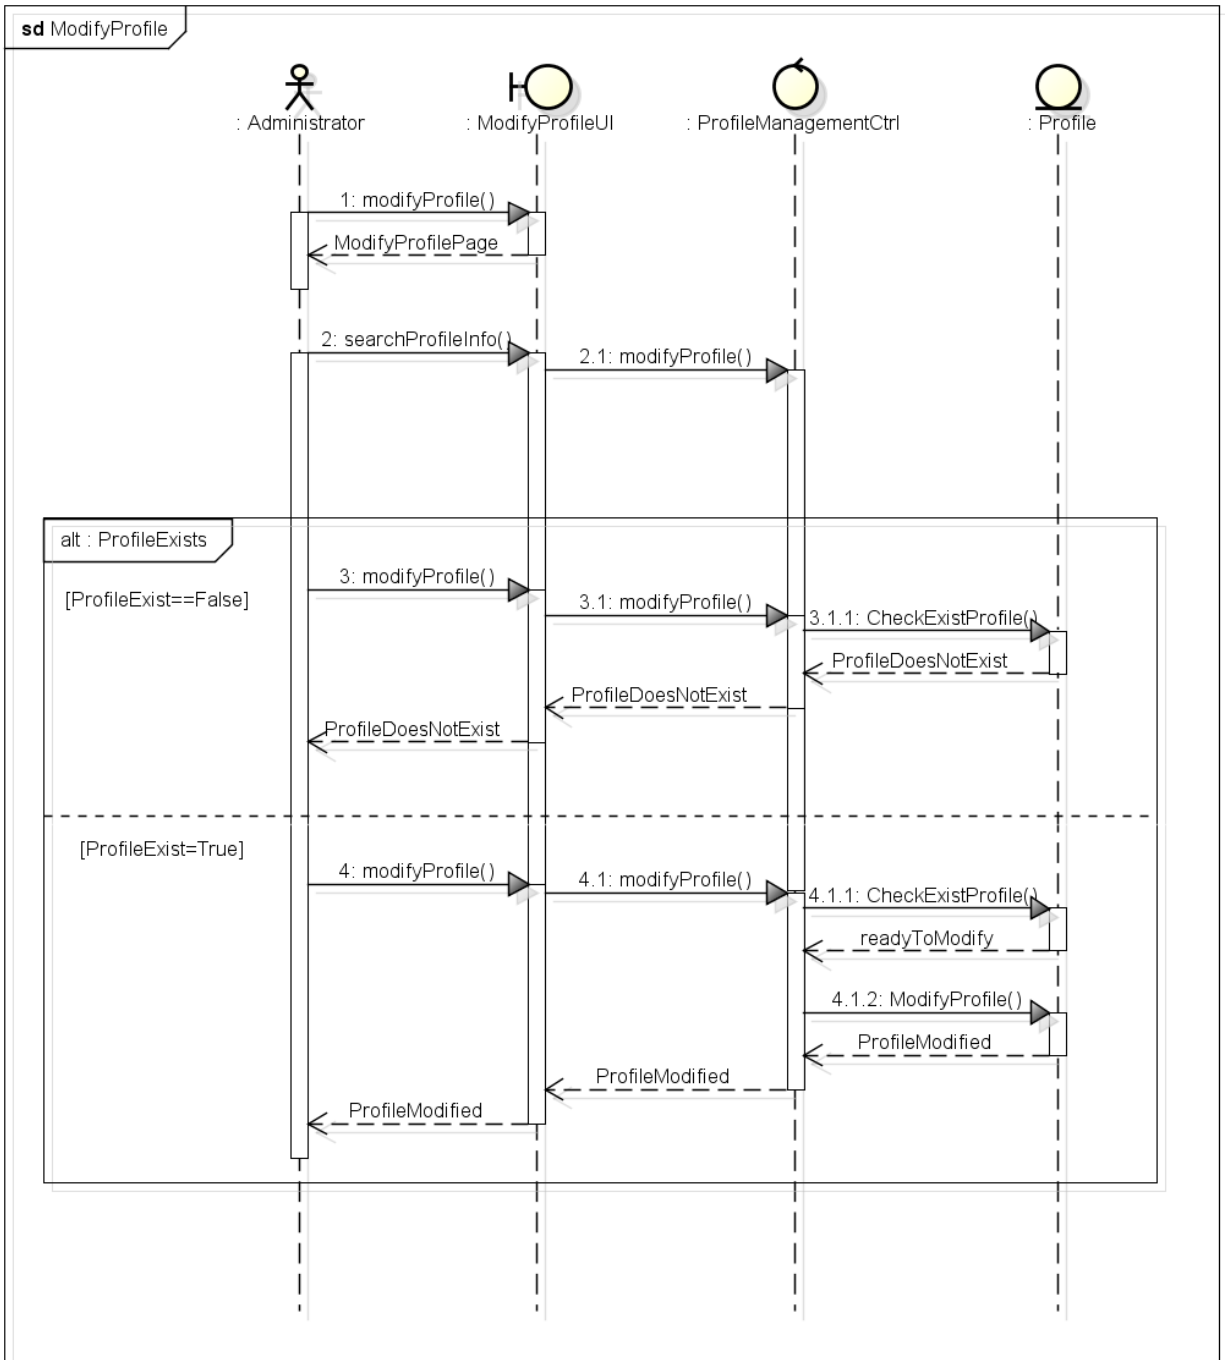 sd ModifyProfile
: Administrator
: ModifyProfileUI
: ProfileManagementCtrl
: Profile
1: modifyProfile()
ModifyProfilePage
2: searchProfileInfo()
2.1: modifyProfile()
alt : ProfileExists
[ProfileExist==False]
3: modifyProfile()
3.1: modifyProfile()
3.1.1: CheckExistProfile()
ProfileDoesNotExist
ProfileDoesNotExist
ProfileDoesNotExist
[ProfileExist=True]
4: modifyProfile()
4.1: modifyProfile()
4.1.1: CheckExistProfile()
readyToModify
4.1.2: ModifyProfile()
ProfileModified
ProfileModified
ProfileModified